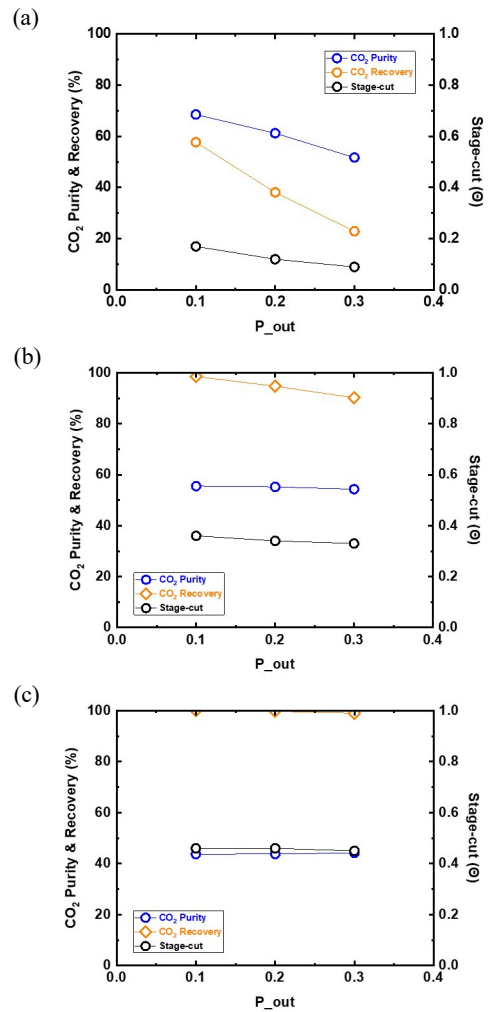 (a)
CO₂ Purity & Recovery (%)
100
80
60
40
20
0
CO₂ Purity
CO₂ Recovery
Stage-cut
1.0
0.8
0.6
0.4
0.2
0.0
Stage-cut (Θ)
0.0 0.1 0.2 0.3 0.4
P_out
(b)
CO₂ Purity & Recovery (%)
100
80
60
40
20
0
CO₂ Purity
CO₂ Recovery
Stage-cut
1.0
0.8
0.6
0.4
0.2
0.0
Stage-cut (Θ)
0.0 0.1 0.2 0.3 0.4
P_out
(c)
CO₂ Purity & Recovery (%)
100
80
60
40
20
0
CO₂ Purity
CO₂ Recovery
Stage-cut
1.0
0.8
0.6
0.4
0.2
0.0
Stage-cut (Θ)
0.0 0.1 0.2 0.3 0.4
P_out